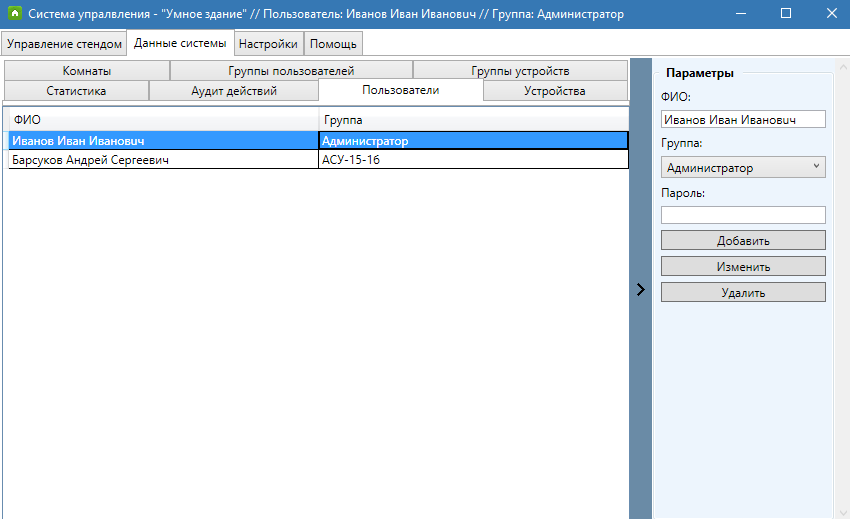 Система упралвления - "Умное здание" // Пользователь: Иванов Иван Иванович // Группа: Администратор
Управление стендом Данные системы Настройки Помощь
Комнаты Группы пользователей Группы устройств
Статистика Аудит действий Пользователи Устройства
ФИО Группа
Иванов Иван Иванович Администратор
Барсуков Андрей Сергеевич АСУ-15-1б
Параметры
ФИО:
Иванов Иван Иванович
Группа:
Администратор
Пароль:
Добавить
Изменить
Удалить